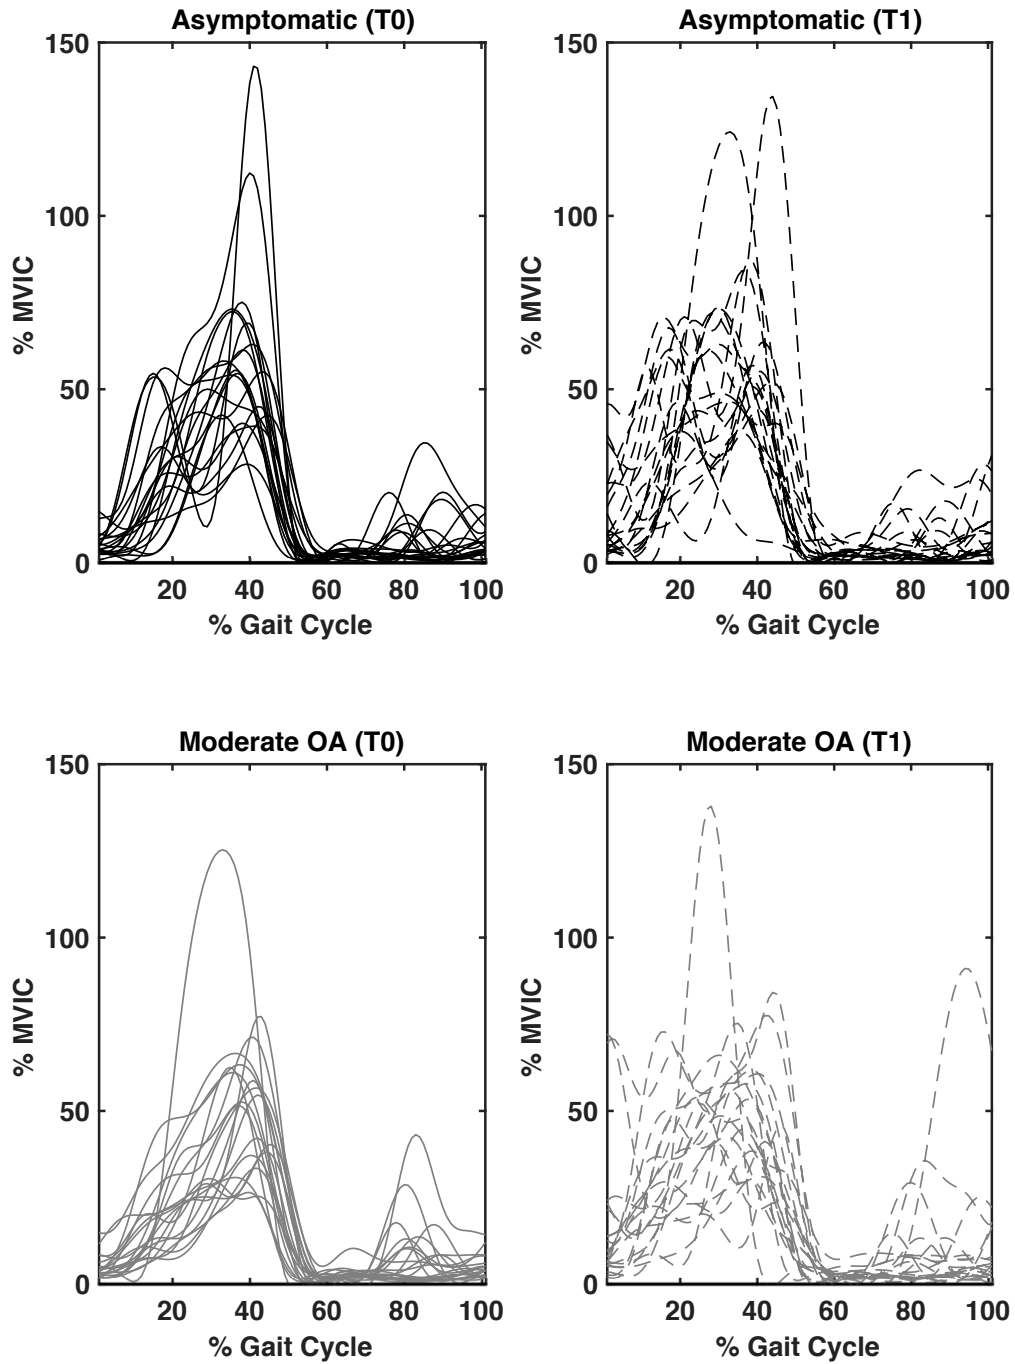 Asymptomatic (T0)
Asymptomatic (T1)
150
100
50
0
% MVIC
20 40 60 80 100
% Gait Cycle
150
100
50
0
% MVIC
20 40 60 80 100
% Gait Cycle
Moderate OA (T0)
Moderate OA (T1)
150
100
50
0
% MVIC
20 40 60 80 100
% Gait Cycle
150
100
50
0
% MVIC
20 40 60 80 100
% Gait Cycle